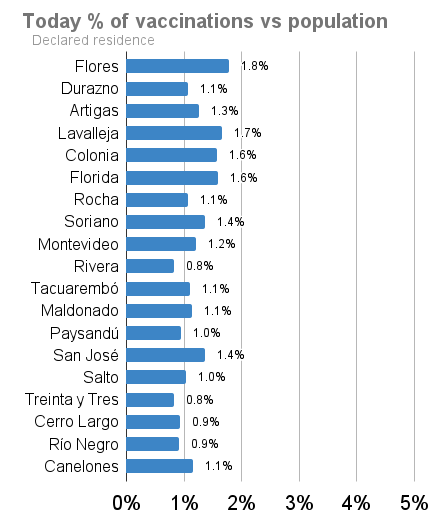 Today % of vaccinations vs population
Declared residence
Flores 1.8%
Durazno 1.1%
Artigas 1.3%
Lavalleja 1.7%
Colonia 1.6%
Florida 1.6%
Rocha 1.1%
Soriano 1.4%
Montevideo 1.2%
Rivera 0.8%
Tacuarembó 1.1%
Maldonado 1.1%
Paysandú 1.0%
San José 1.4%
Salto 1.0%
Treinta y Tres 0.8%
Cerro Largo 0.9%
Río Negro 0.9%
Canelones 1.1%
0% 1% 2% 3% 4% 5%